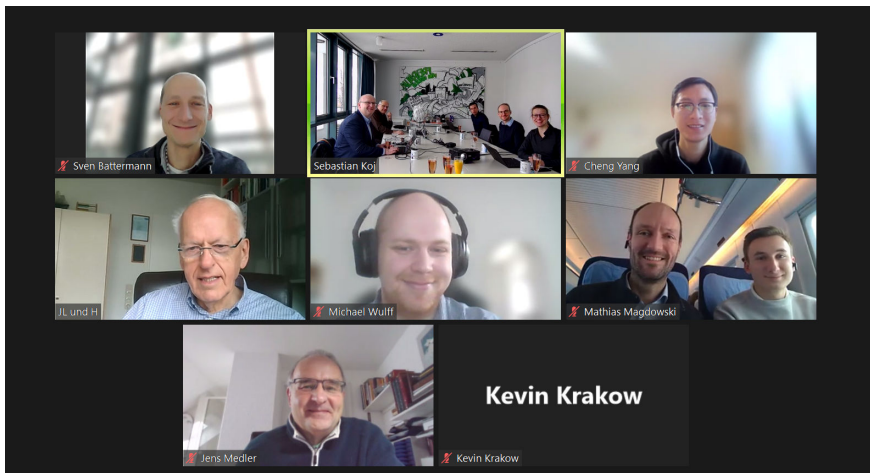 Sven Battermann
Sebastian Koj
Cheng Yang
JL und H
Michael Wulff
Mathias Magdowski
Jens Medler
Kevin Krakow
Kevin Krakow